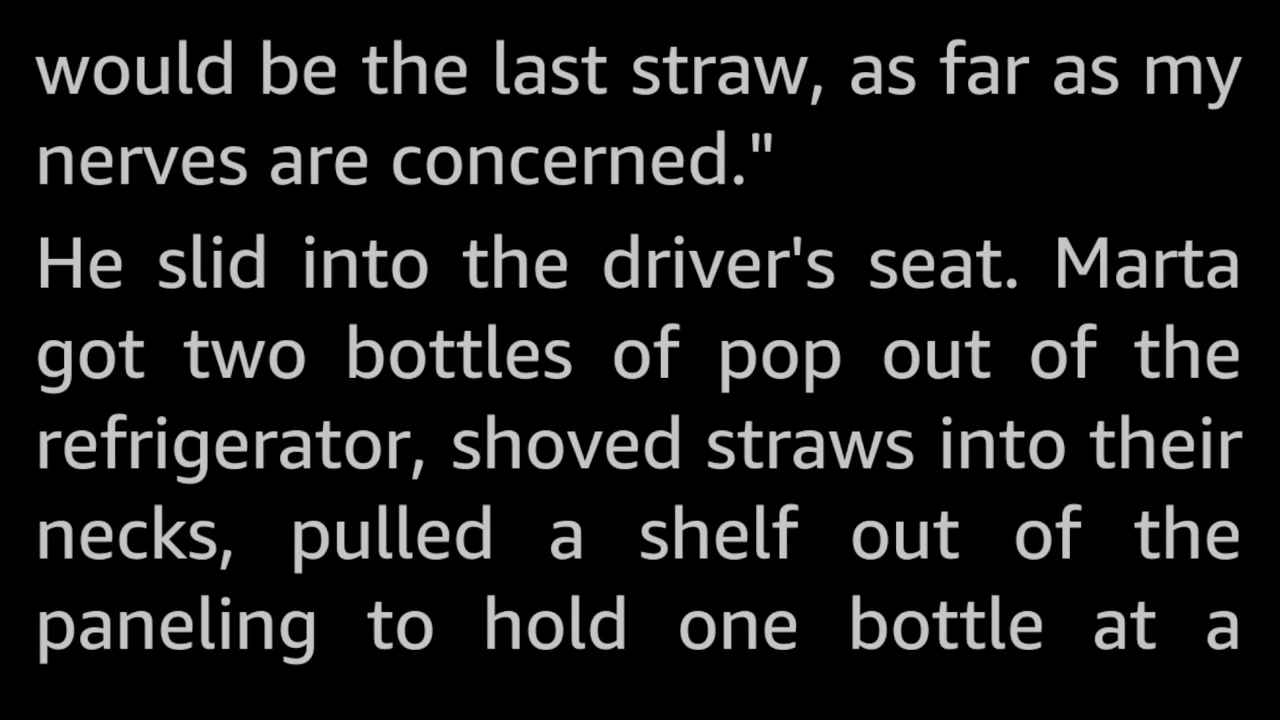 would be the last straw, as far as my
nerves are concerned."
He slid into the driver's seat. Marta
got two bottles of pop out of the
refrigerator, shoved straws into their
necks, pulled a shelf out of the
paneling to hold one bottle at a